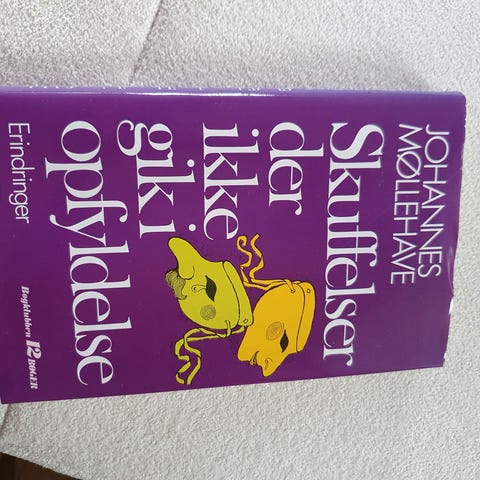 JOHANNES
MØLLEHAVE
Skuffelser
der
ikke
gik i
opfyldelse
Erindringer
Bogklubben 12 BØGER